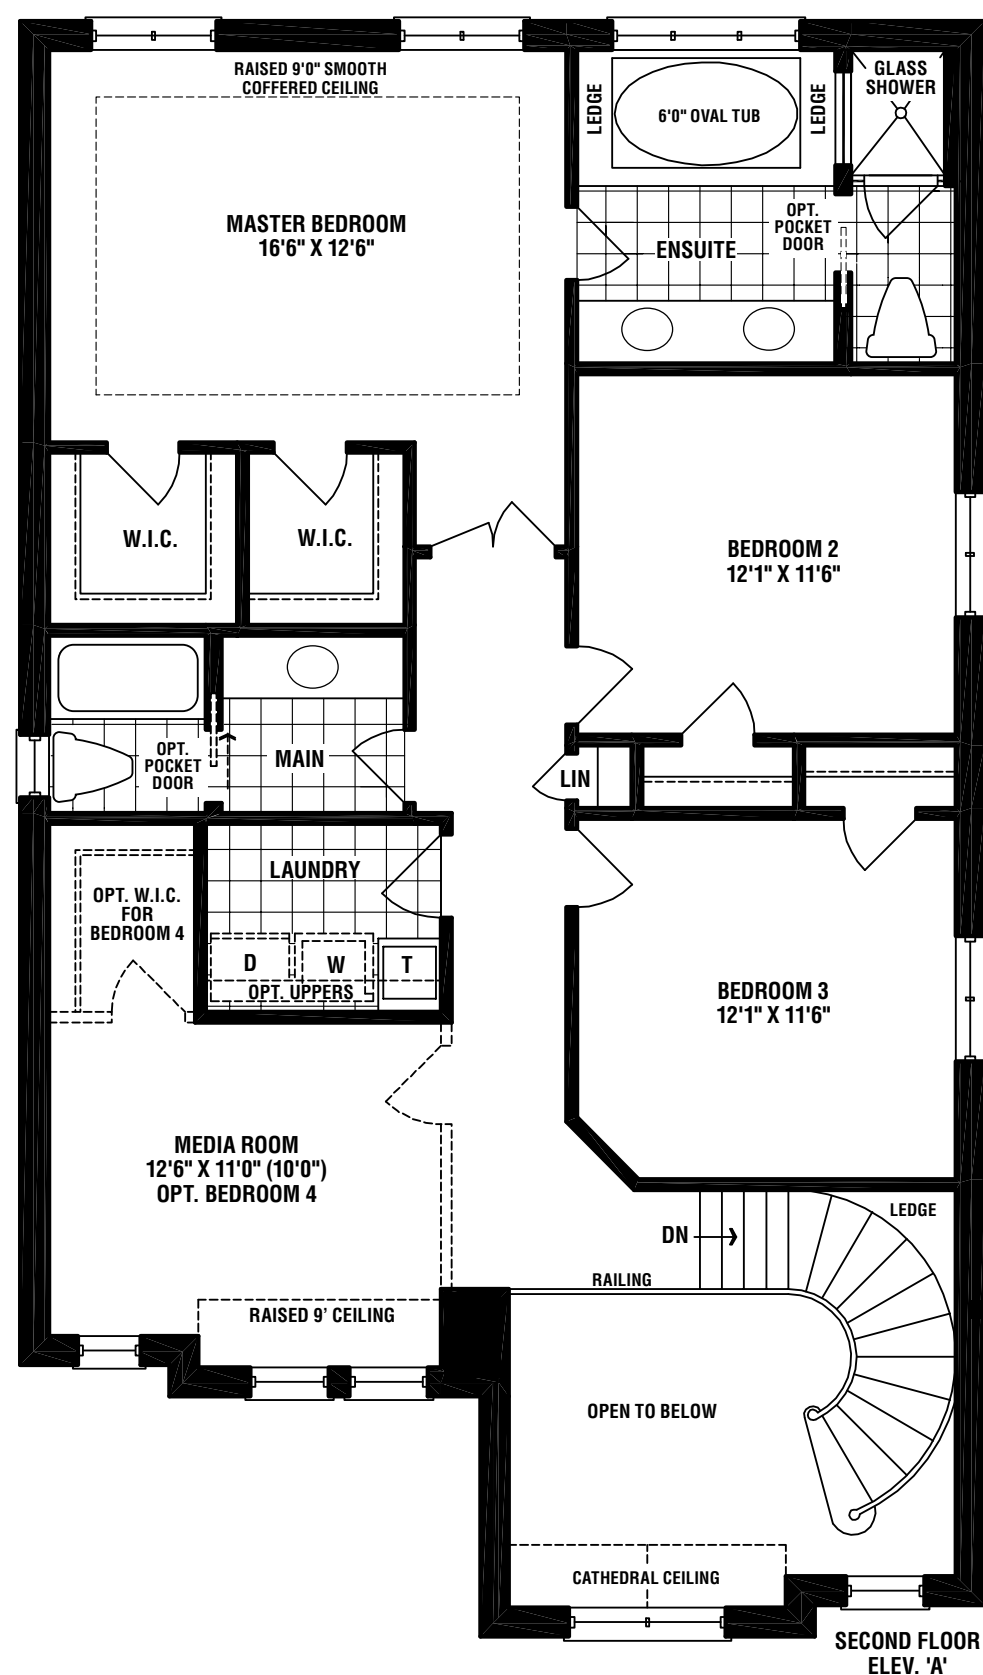 RAISED 9'0" SMOOTH
COFFERED CEILING
MASTER BEDROOM
16'6" X 12'6"
LEDGE
6'0" OVAL TUB
LEDGE
GLASS
SHOWER
ENSUITE
OPT.
POCKET
DOOR
W.I.C.
W.I.C.
BEDROOM 2
12'1" X 11'6"
OPT.
POCKET
DOOR
MAIN
LIN
LAUNDRY
OPT. W.I.C.
FOR
BEDROOM 4
D
W
T
OPT. UPPERS
BEDROOM 3
12'1" X 11'6"
MEDIA ROOM
12'6" X 11'0" (10'0")
OPT. BEDROOM 4
DN
LEDGE
RAILING
RAISED 9’ CEILING
OPEN TO BELOW
CATHEDRAL CEILING
SECOND FLOOR
ELEV. 'A'